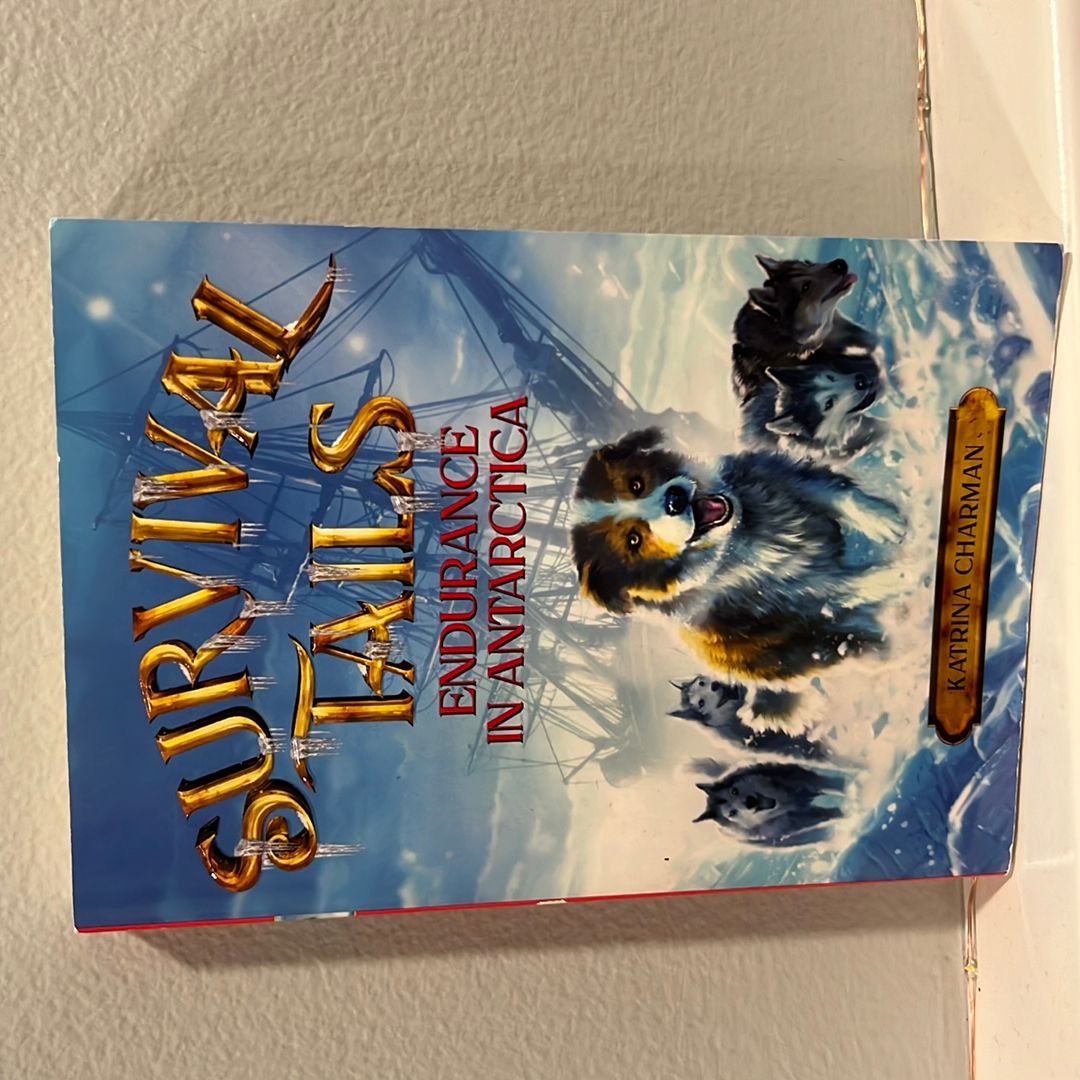 SURVIVAL
TAILS
ENDURANCE
IN ANTARCTICA
KATRINA CHARMAN